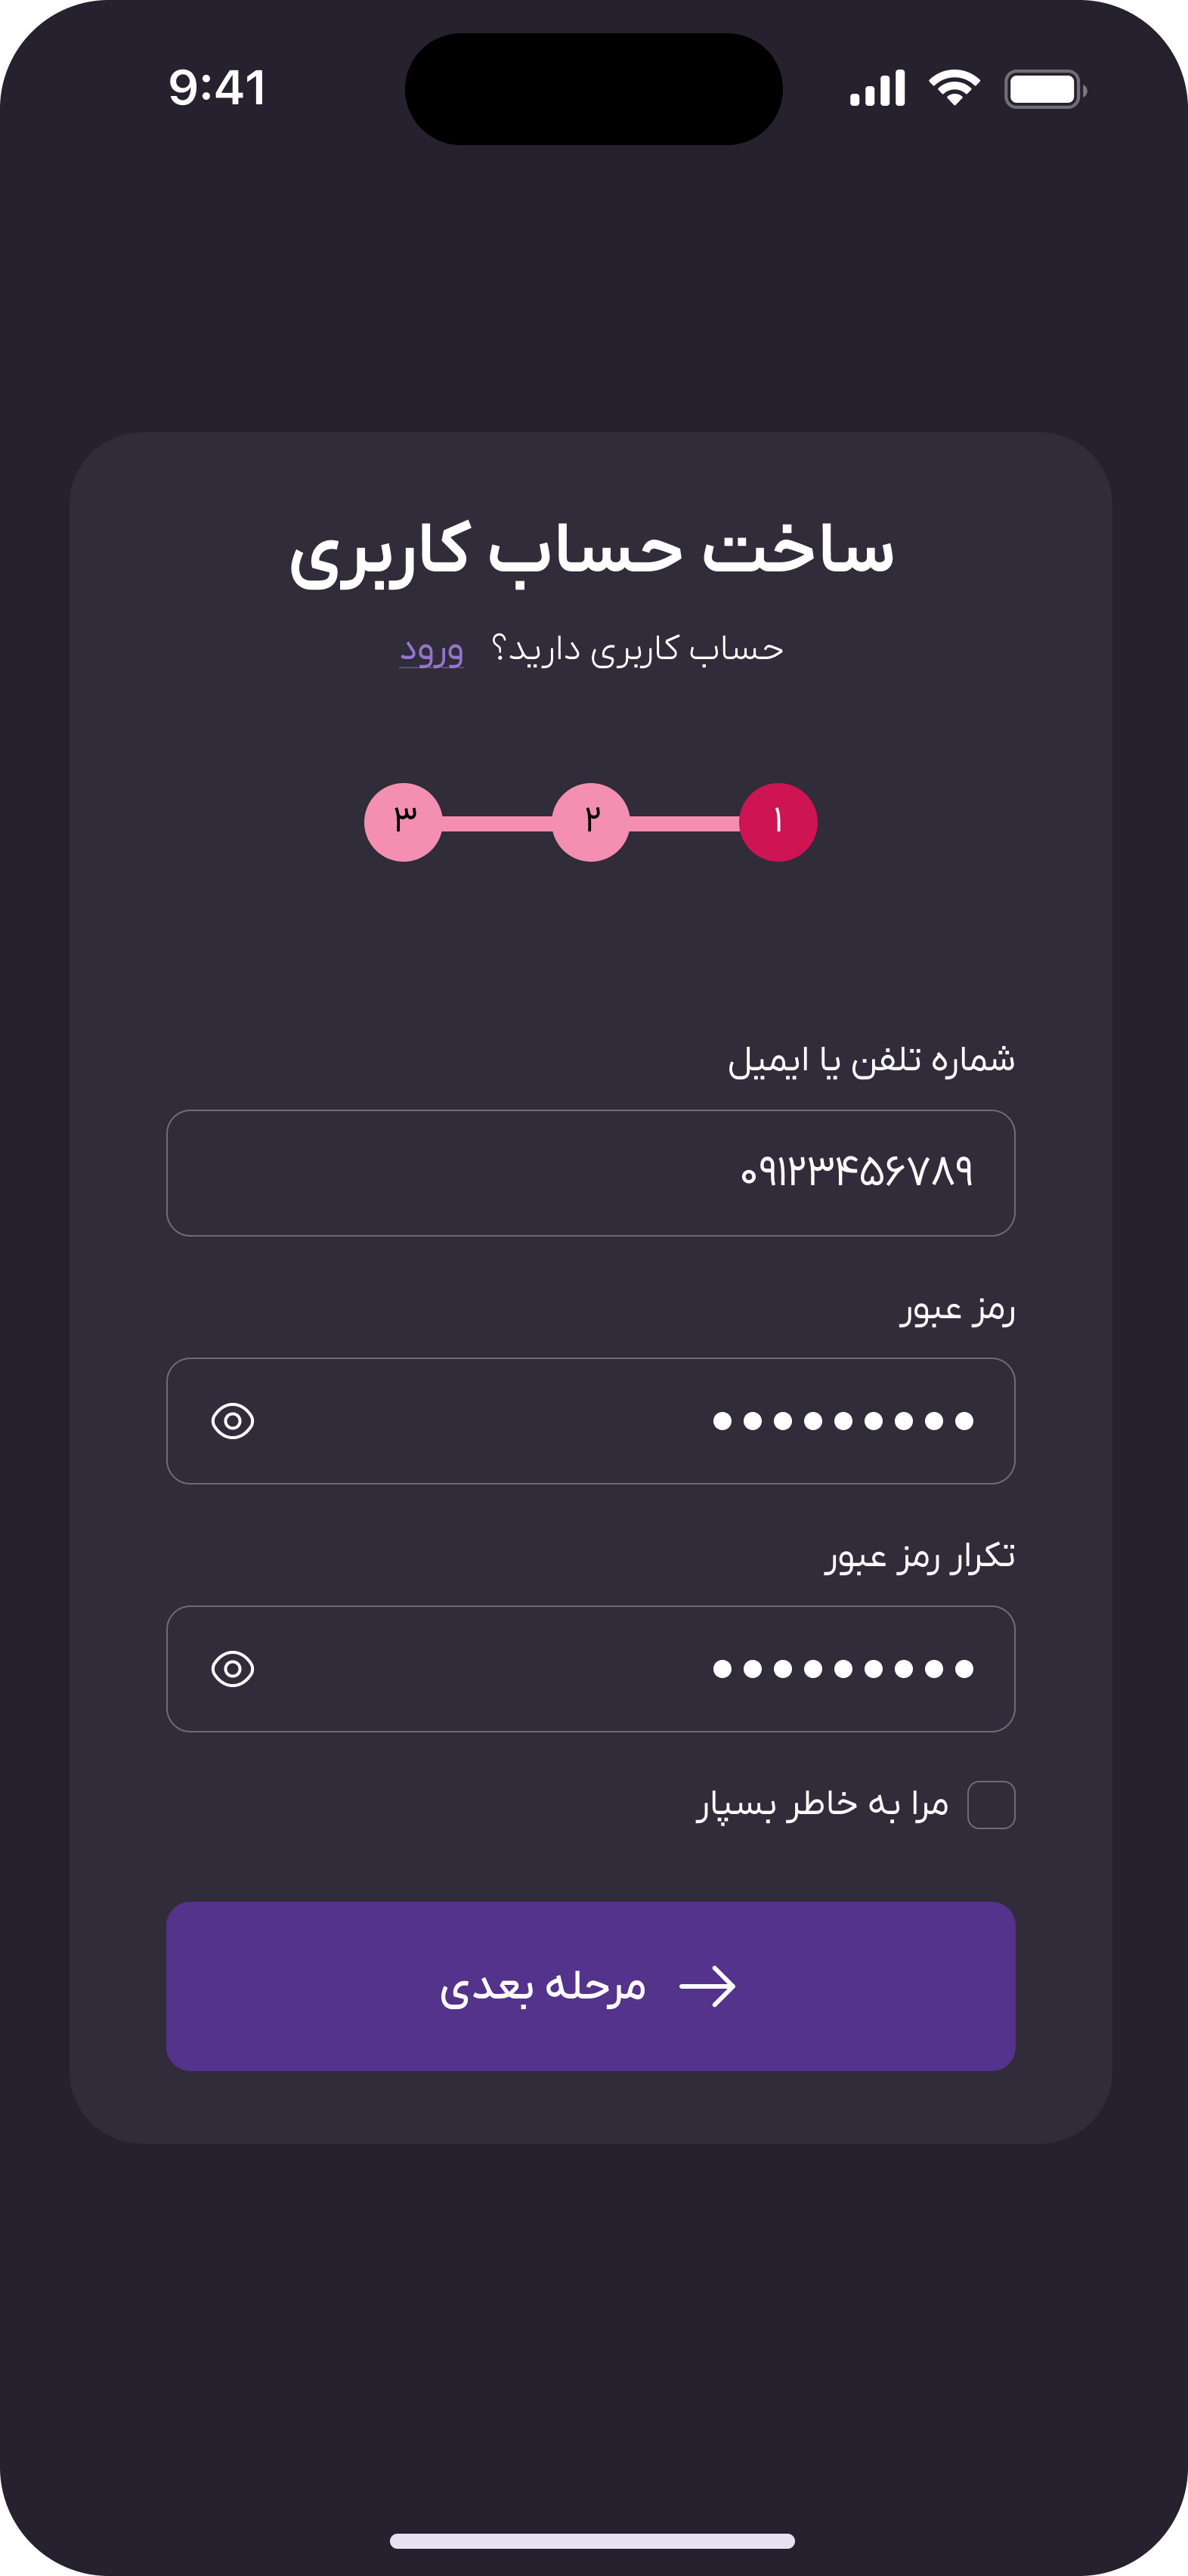 9:41
ساخت حساب کاربری
حساب کاربری دارید؟ ورود
۱ ۲ ۳
شماره تلفن یا ایمیل
۰۹۱۲۳۴۵۶۷۸۹
رمز عبور
تکرار رمز عبور
مرا به خاطر بسپار
مرحله بعدی